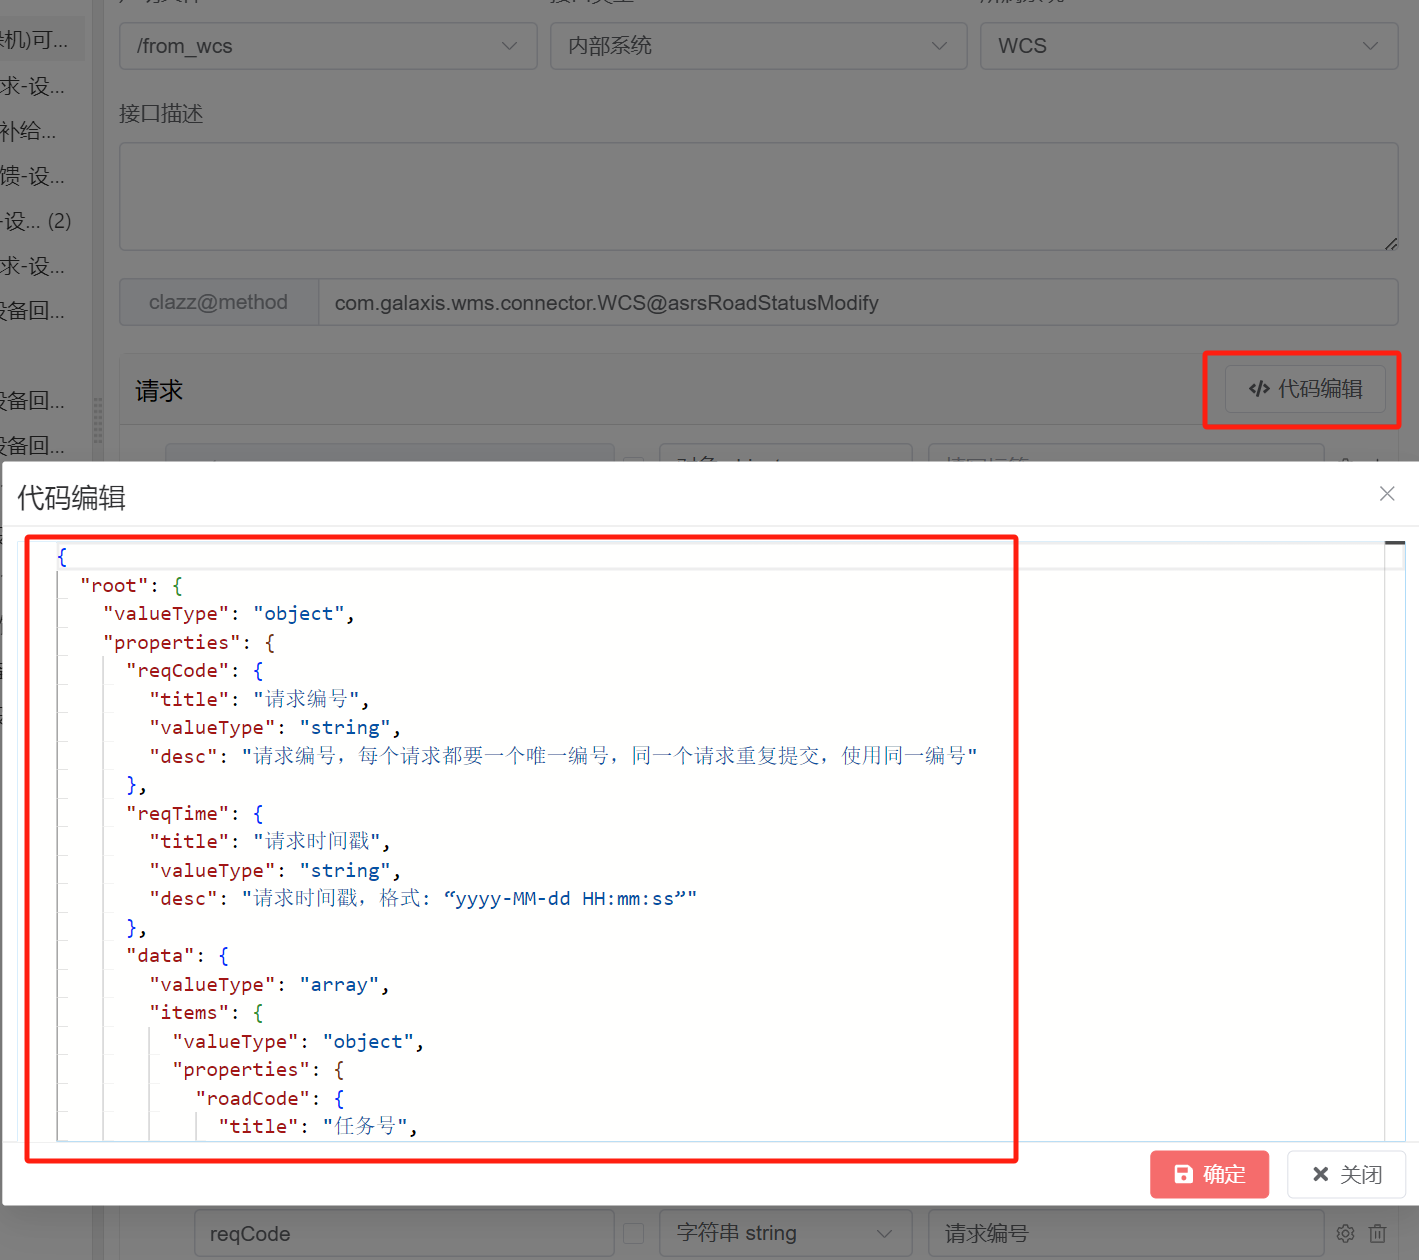 /from_wcs
内部系统
WCS
机)可...
求-设...
补给...
接口描述
馈-设...
-设... (2)
求-设...
clazz@method
com.galaxis.wms.connector.WCS@asrsRoadStatusModify
设备回...
请求
</> 代码编辑
设备回...
设备回...
代码编辑
{
"root": {
"valueType": "object",
"properties": {
"reqCode": {
"title": "请求编号",
"valueType": "string",
"desc": "请求编号，每个请求都要一个唯一编号，同一个请求重复提交，使用同一编号"
},
"reqTime": {
"title": "请求时间戳",
"valueType": "string",
"desc": "请求时间戳，格式：“yyyy-MM-dd HH:mm:ss”"
},
"data": {
"valueType": "array",
"items": {
"valueType": "object",
"properties": {
"roadCode": {
"title": "任务号",
确定
关闭
reqCode
字符串 string
请求编号